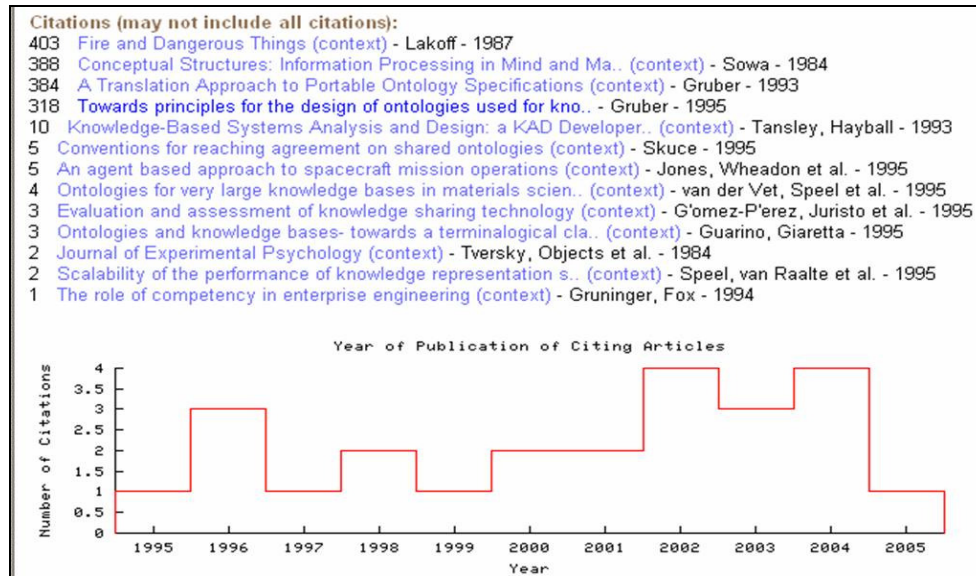 Citations (may not include all citations):
403 Fire and Dangerous Things (context) - Lakoff - 1987
388 Conceptual Structures: Information Processing in Mind and Ma.. (context) - Sowa - 1984
384 A Translation Approach to Portable Ontology Specifications (context) - Gruber - 1993
318 Towards principles for the design of ontologies used for kno.. - Gruber - 1995
10 Knowledge-Based Systems Analysis and Design: a KAD Developer.. (context) - Tansley, Hayball - 1993
5 Conventions for reaching agreement on shared ontologies (context) - Skuce - 1995
5 An agent based approach to spacecraft mission operations (context) - Jones, Wheadon et al. - 1995
4 Ontologies for very large knowledge bases in materials scien.. (context) - van der Vet, Speel et al. - 1995
3 Evaluation and assessment of knowledge sharing technology (context) - G'omez-P'erez, Juristo et al. - 1995
3 Ontologies and knowledge bases- towards a terminalogical cla.. (context) - Guarino, Giaretta - 1995
2 Journal of Experimental Psychology (context) - Tversky, Objects et al. - 1984
2 Scalability of the performance of knowledge representation s.. (context) - Speel, van Raalte et al. - 1995
1 The role of competency in enterprise engineering (context) - Gruninger, Fox - 1994
Year of Publication of Citing Articles
Number of Citations
4
3.5
3
2.5
2
1.5
1
0.5
0
1995 1996 1997 1998 1999 2000 2001 2002 2003 2004 2005
Year